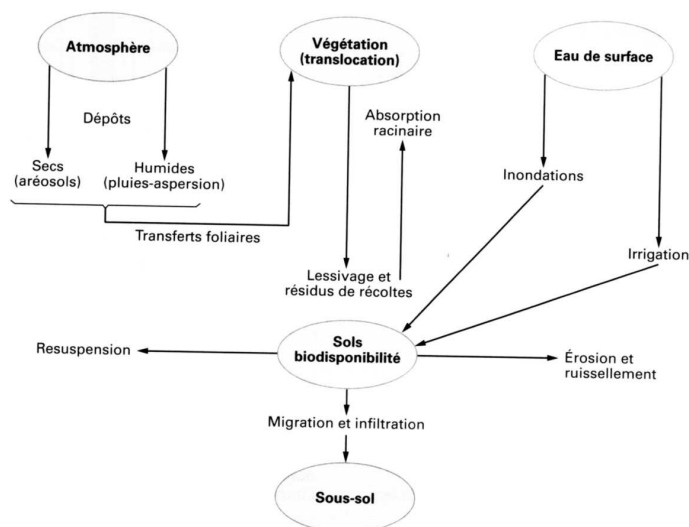 Atmosphère
Végétation
(translocation)
Eau de surface
Dépôts
Absorption
racinaire
Secs
(aréosols)
Humides
(pluies-aspersion)
Inondations
Transferts foliaires
Irrigation
Lessivage et
résidus de récoltes
Resuspension
Sols
biodisponibilité
Érosion et
ruissellement
Migration et infiltration
Sous-sol